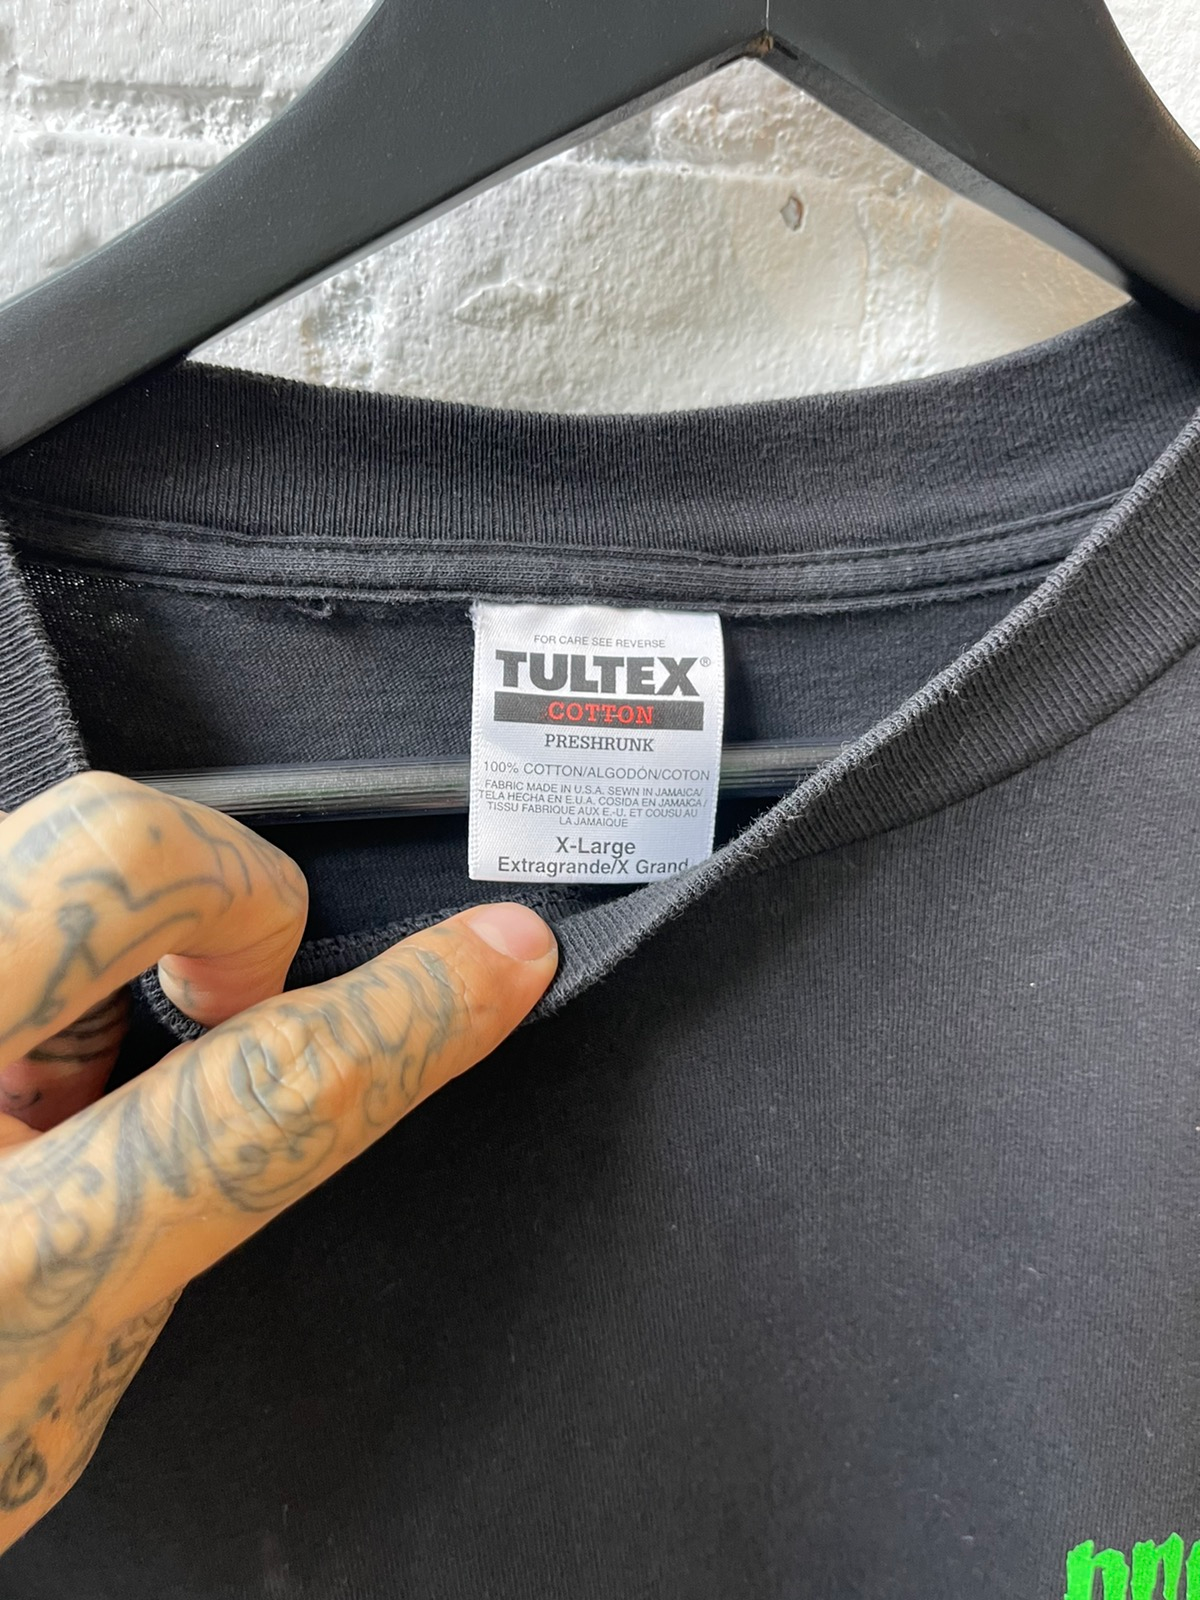 FOR CARE SEE REVERSE
TULTEX®
COTTON
PRESHRUNK
100% COTTON/ALGODÓN/COTON
FABRIC MADE IN U.S.A. SEWN IN JAMAICA/
TELA HECHA EN E.U.A. COSIDA EN JAMAICA/
TISSU FABRIQUE AUX E.-U. ET COUSU AU
LA JAMAIQUE
X-Large
Extragrande/X Grand